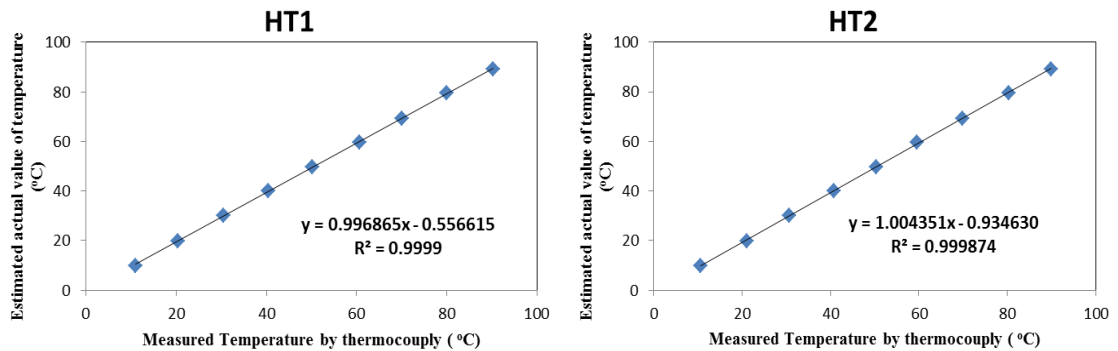 HT1
Estimated actual value of temperature
(°C)
100
80
60
40
20
0
y = 0.996865x - 0.556615
R² = 0.9999
0 20 40 60 80 100
Measured Temperature by thermocouply ( °C)
HT2
Estimated actual value of temperature
(°C)
100
80
60
40
20
0
y = 1.004351x - 0.934630
R² = 0.999874
0 20 40 60 80 100
Measured Temperature by thermocouply ( °C)